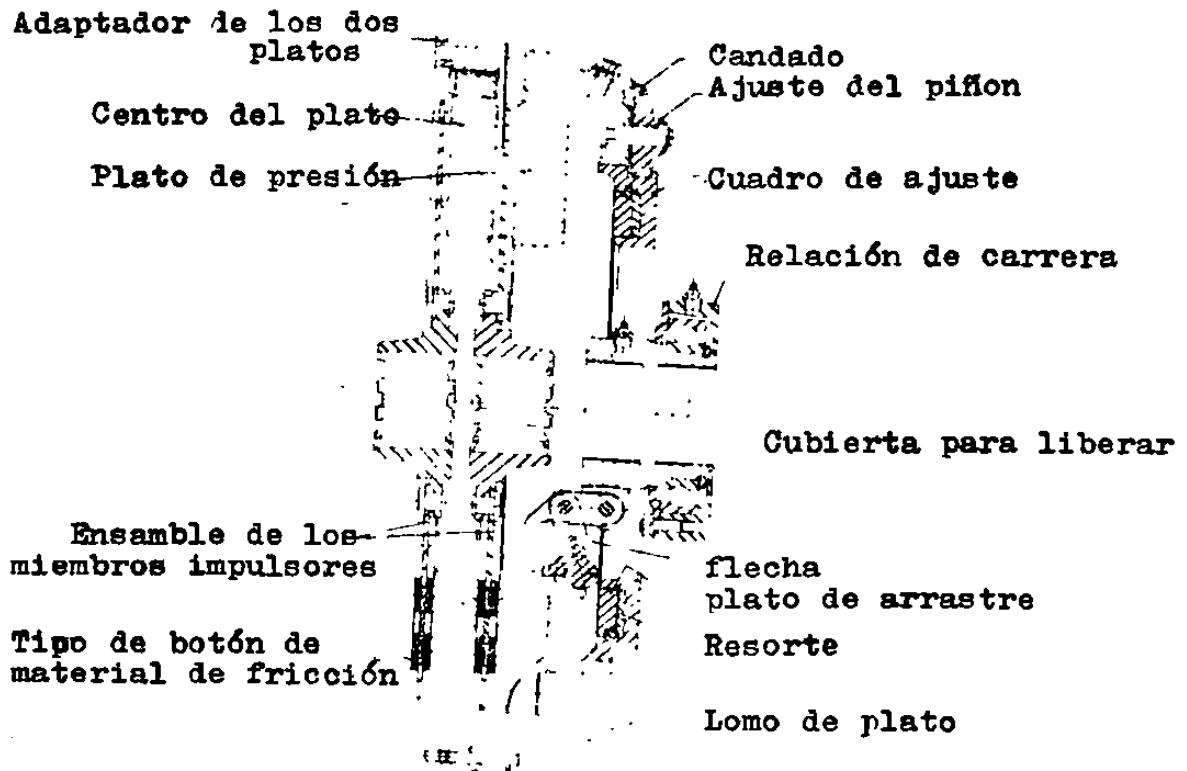 Adaptador de los dos
platos
Centro del plato
Plato de presión
Candado
Ajuste del piñon
Cuadro de ajuste
Relación de carrera
Cubierta para liberar
Ensamble de los
miembros impulsores
Tipo de botón de
material de fricción
flecha
plato de arrastre
Resorte
Lomo de plato